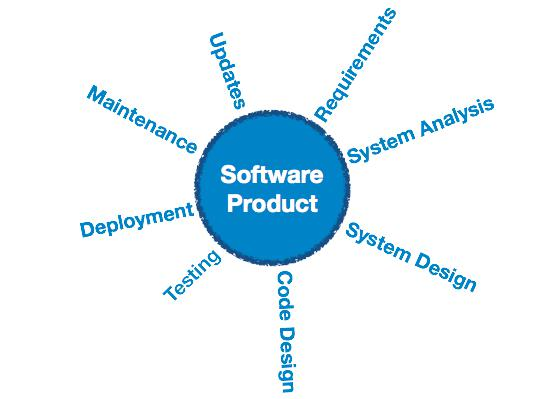 Software
Product
Requirements
System Analysis
System Design
Code Design
Testing
Deployment
Maintenance
Updates